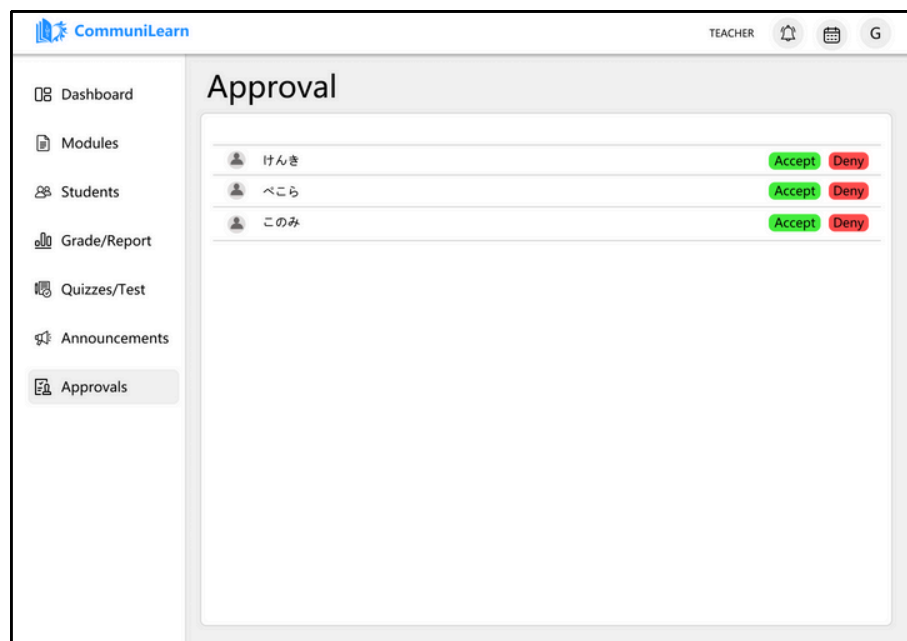 CommuniLearn
TEACHER
G
Dashboard
Modules
Students
Grade/Report
Quizzes/Test
Announcements
Approvals
Approval
けんき Accept Deny
ぺこら Accept Deny
このみ Accept Deny